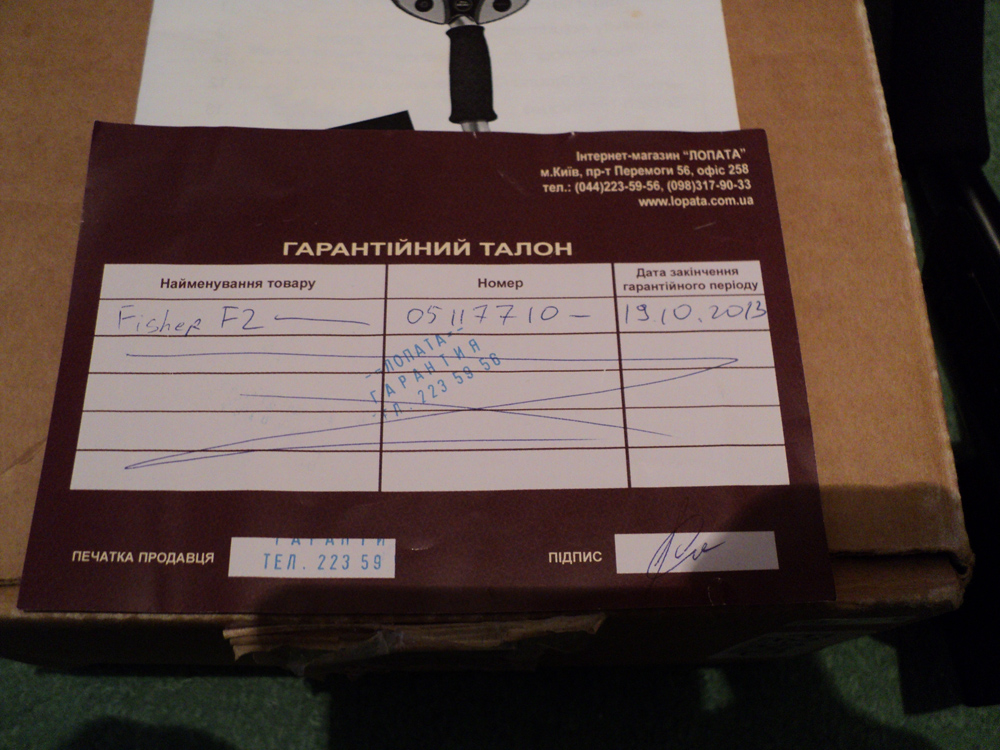 Інтернет-магазин "ЛОПАТА"
м.Київ, пр-т Перемоги 56, офіс 258
тел.: (044)223-59-56, (098)317-90-33
www.lopata.com.ua
ГАРАНТІЙНИЙ ТАЛОН
Найменування товару Номер Дата закінчення гарантійного періоду
Fisher F2 05117710 19.10.2013
"ЛОПАТА"
ГАРАНТИЯ
ТЛ. 223 59 56
ПЕЧАТКА ПРОДАВЦЯ
ГАРАНТИ
ТЕЛ. 223 59
ПІДПИС